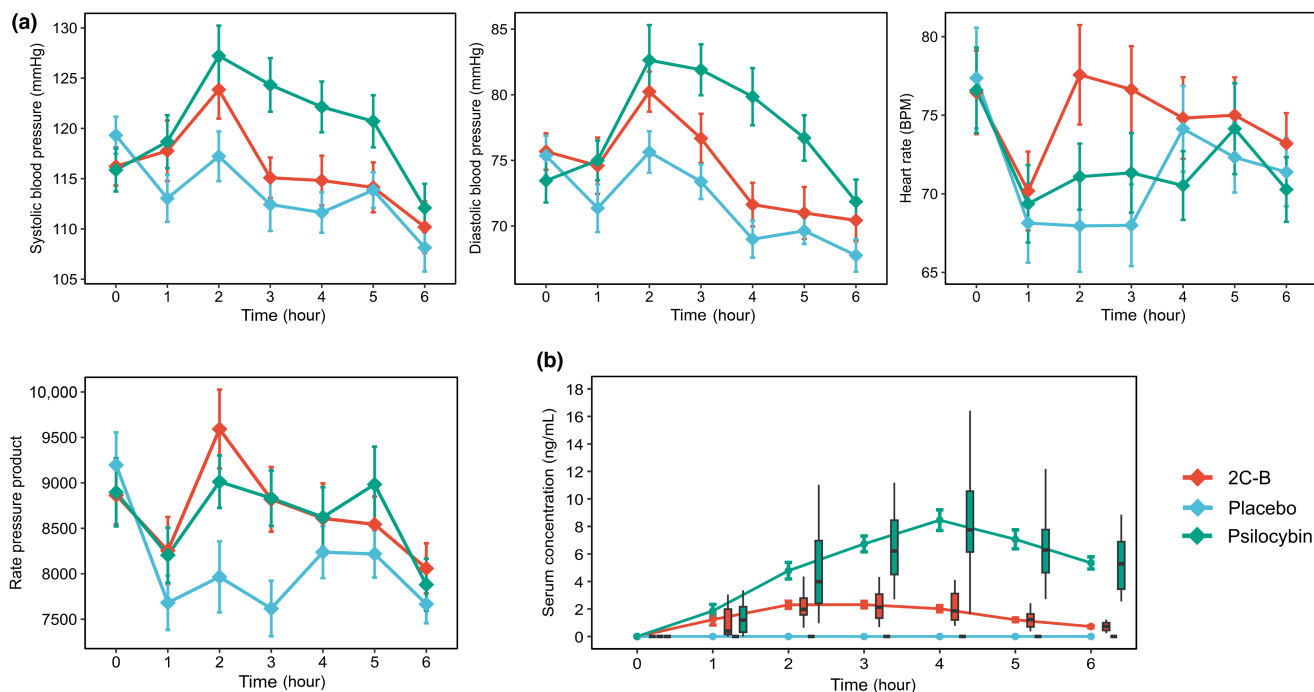 (a)
Systolic blood pressure (mmHg)
130
125
120
115
110
105
0 1 2 3 4 5 6
Time (hour)
Diastolic blood pressure (mmHg)
85
80
75
70
0 1 2 3 4 5 6
Time (hour)
Heart rate (BPM)
80
75
70
65
0 1 2 3 4 5 6
Time (hour)
Rate pressure product
10,000
9500
9000
8500
8000
7500
0 1 2 3 4 5 6
Time (hour)
(b)
Serum concentration (ng/mL)
18
16
14
12
10
8
6
4
2
0
0 1 2 3 4 5 6
Time (hour)
2C-B
Placebo
Psilocybin